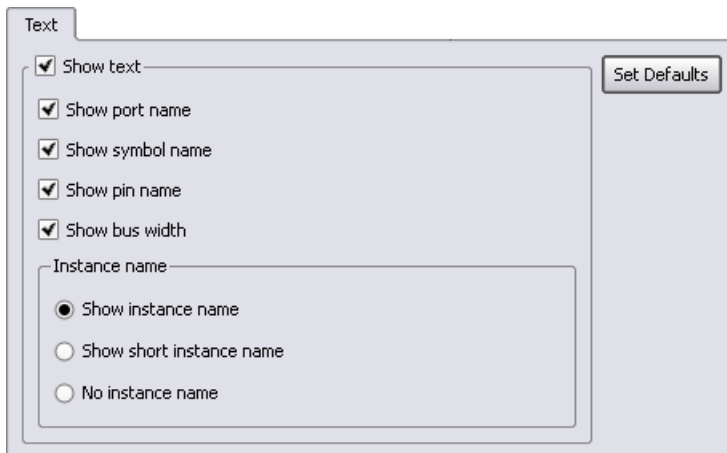 Text
Show text
Set Defaults
Show port name
Show symbol name
Show pin name
Show bus width
Instance name
Show instance name
Show short instance name
No instance name